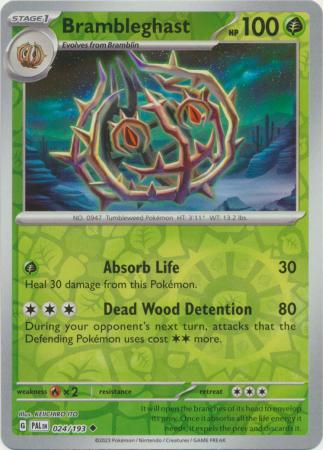 STAGE 1
Brambleghast
HP 100
Evolves from Bramblin
NO. 0947 Tumbleweed Pokémon HT: 3'11" WT: 13.2 lbs.
Absorb Life 30
Heal 30 damage from this Pokémon.
Dead Wood Detention 80
During your opponent's next turn, attacks that the
Defending Pokémon uses cost more.
weakness ×2 resistance retreat
Illus. KEIICHIRO ITO
G PAL EN 024/193
It will open the branches of its head to envelop
its prey. Once it absorbs all the life energy
it needs, it expels the prey and discards it.
©2023 Pokémon / Nintendo / Creatures / GAME FREAK